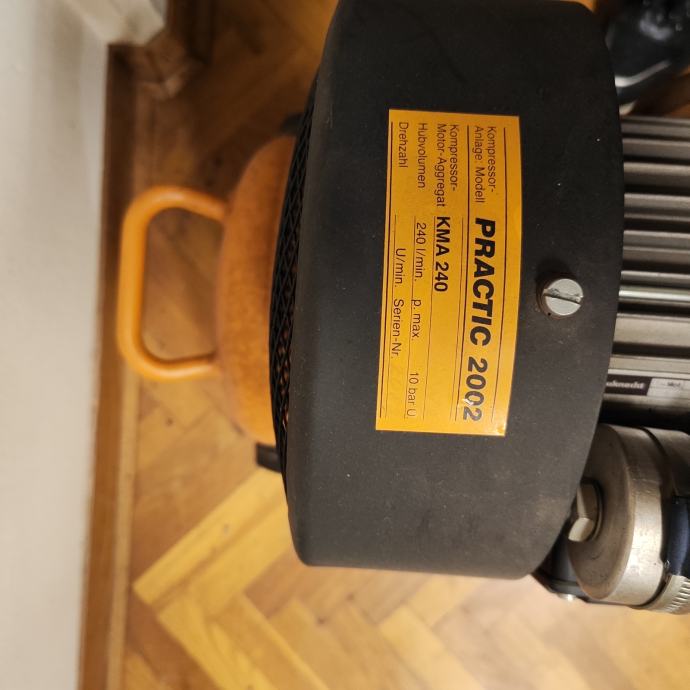 Kompressor-
Anlage: Modell PRACTIC 2002
Kompressor-
Motor-Aggregat KMA 240
Hubvolumen 240 l/min. p. max. 10 bar Ü
Drehzahl U/min. Serien-Nr.